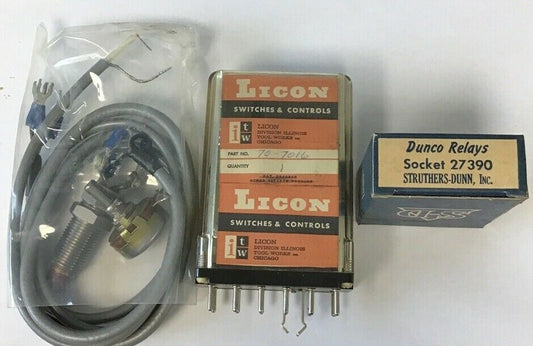 LICON
SWITCHES & CONTROLS
itw
LICON
DIVISION ILLINOIS
TOOL WORKS INC.
CHICAGO
PART NO. 70-7016
QUANTITY 1
LICON
SWITCHES & CONTROLS
itw
LICON
DIVISION ILLINOIS
TOOL WORKS INC.
CHICAGO
Dunco Relays
Socket 27390
STRUTHERS-DUNN, INC.